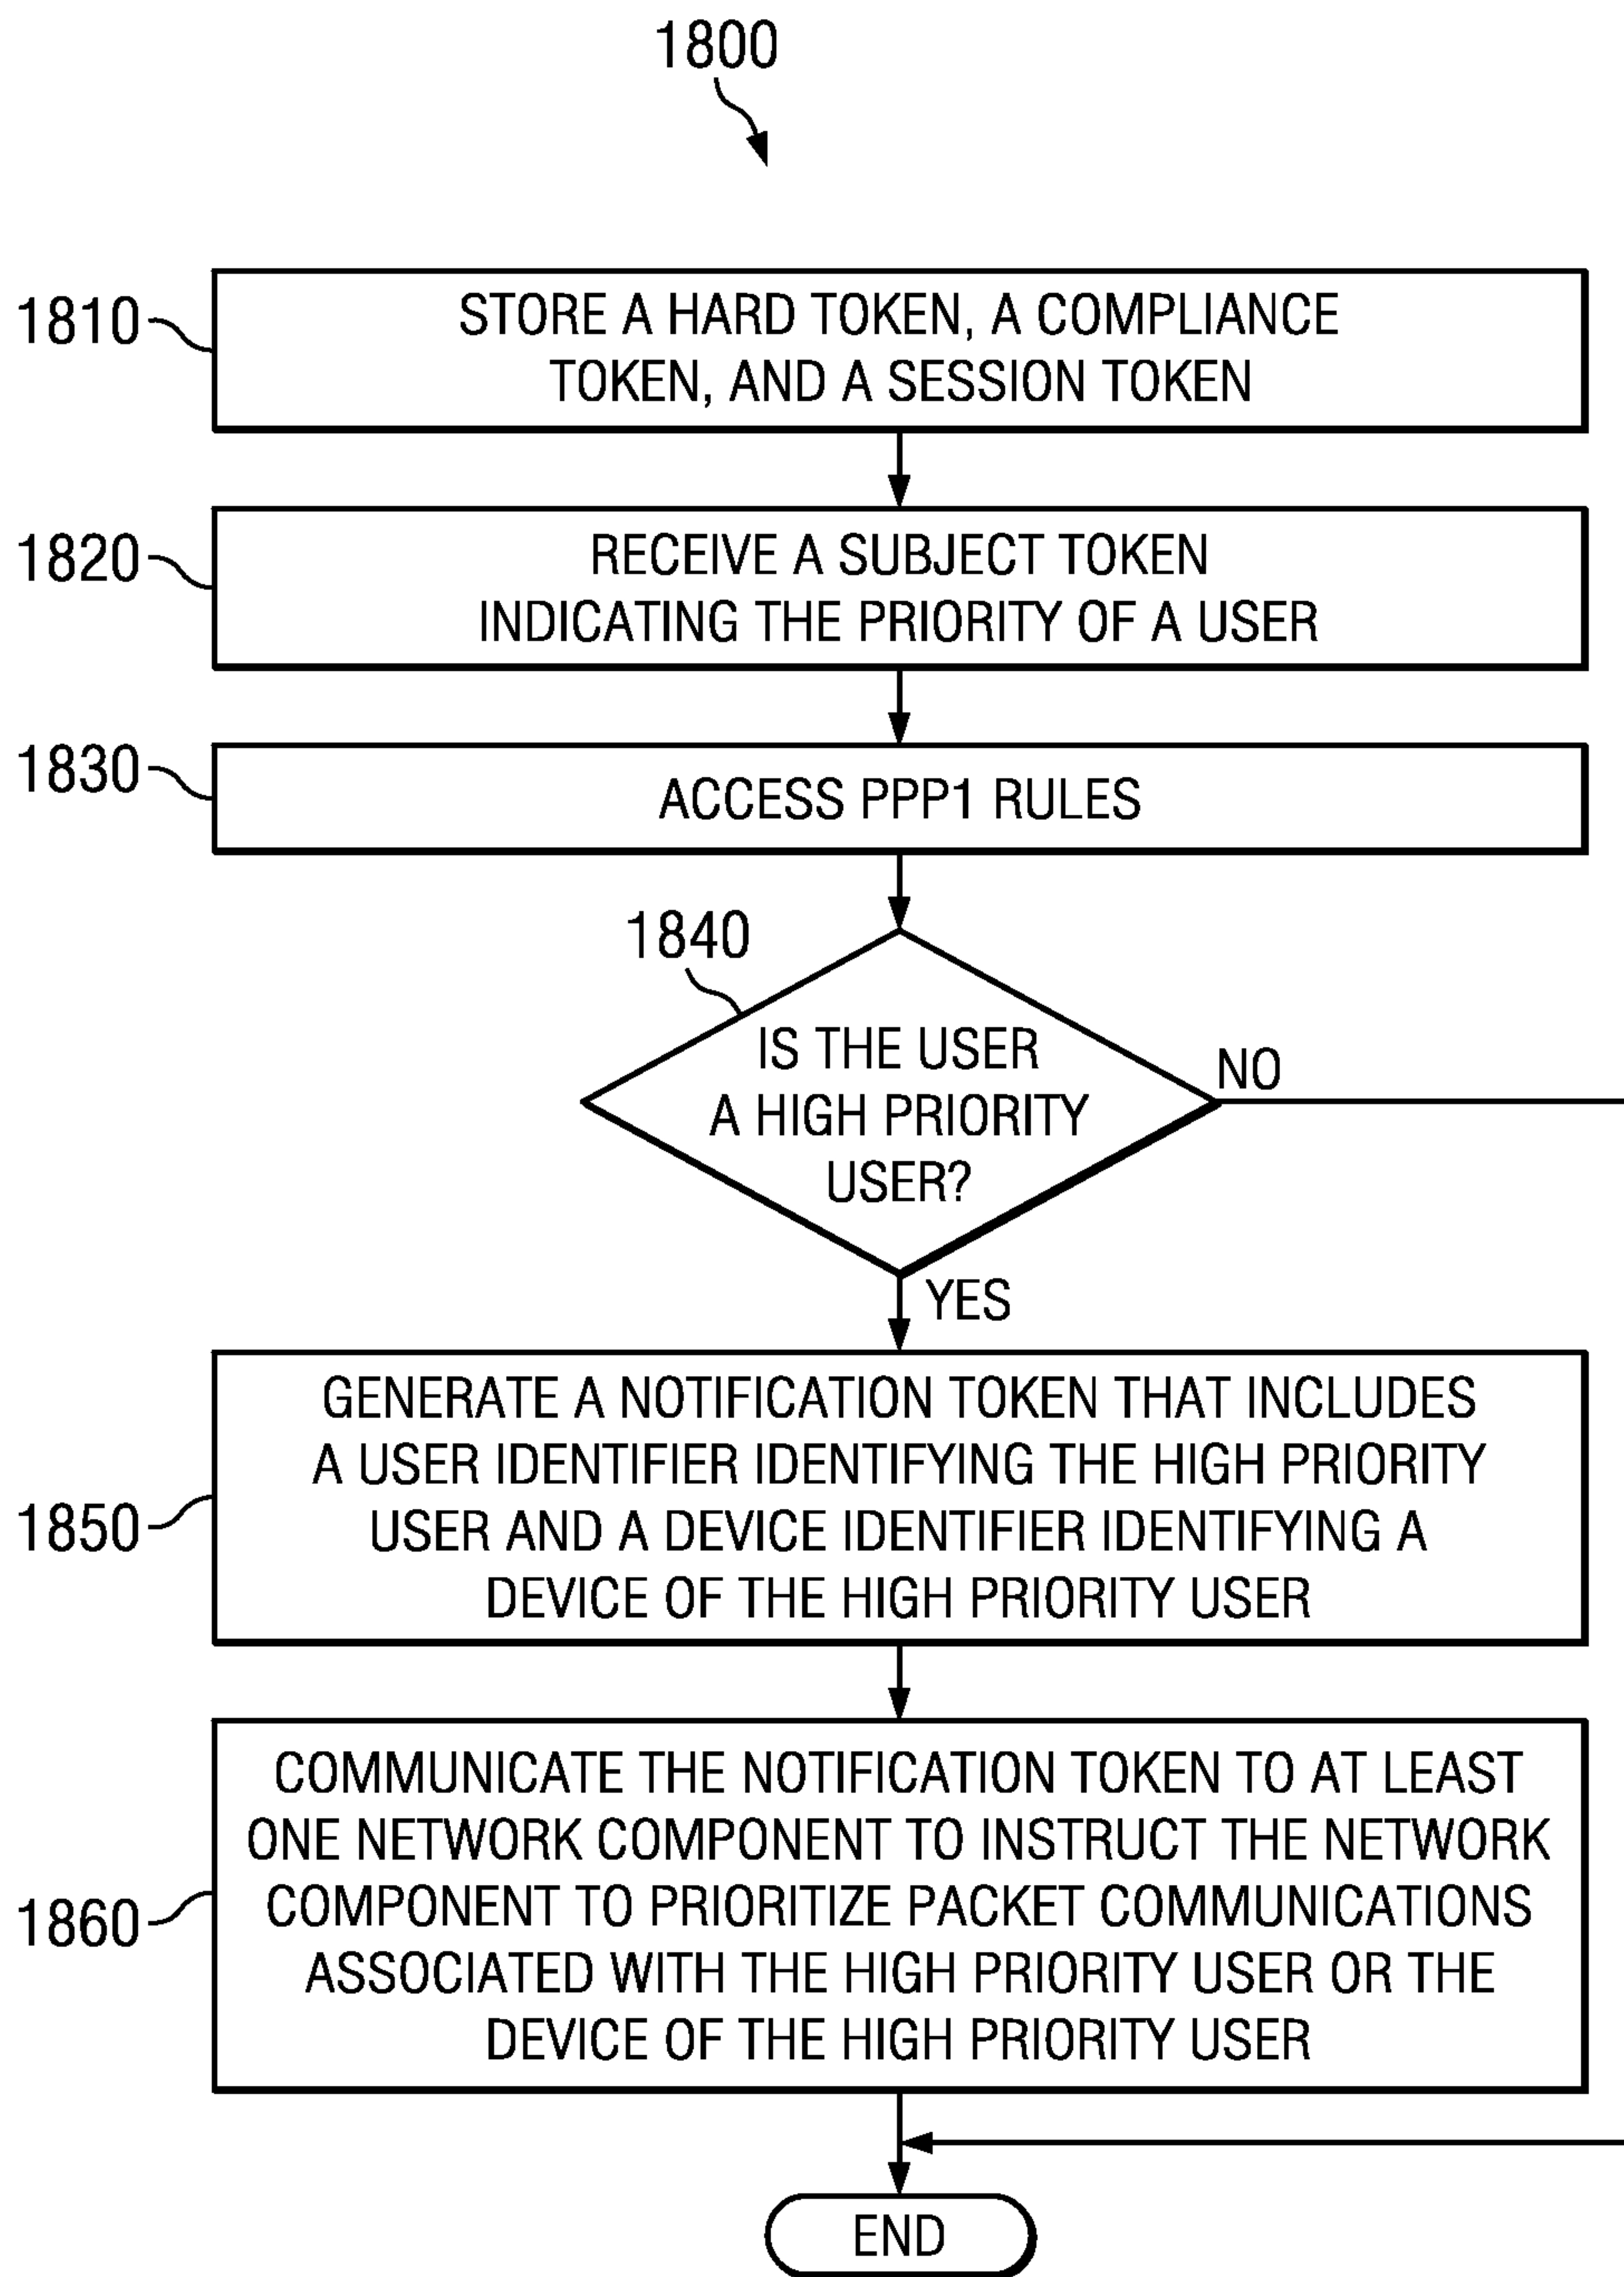 1800
1810
STORE A HARD TOKEN, A COMPLIANCE
TOKEN, AND A SESSION TOKEN
1820
RECEIVE A SUBJECT TOKEN
INDICATING THE PRIORITY OF A USER
1830
ACCESS PPP1 RULES
1840
IS THE USER
A HIGH PRIORITY
USER?
NO
YES
1850
GENERATE A NOTIFICATION TOKEN THAT INCLUDES
A USER IDENTIFIER IDENTIFYING THE HIGH PRIORITY
USER AND A DEVICE IDENTIFIER IDENTIFYING A
DEVICE OF THE HIGH PRIORITY USER
1860
COMMUNICATE THE NOTIFICATION TOKEN TO AT LEAST
ONE NETWORK COMPONENT TO INSTRUCT THE NETWORK
COMPONENT TO PRIORITIZE PACKET COMMUNICATIONS
ASSOCIATED WITH THE HIGH PRIORITY USER OR THE
DEVICE OF THE HIGH PRIORITY USER
END